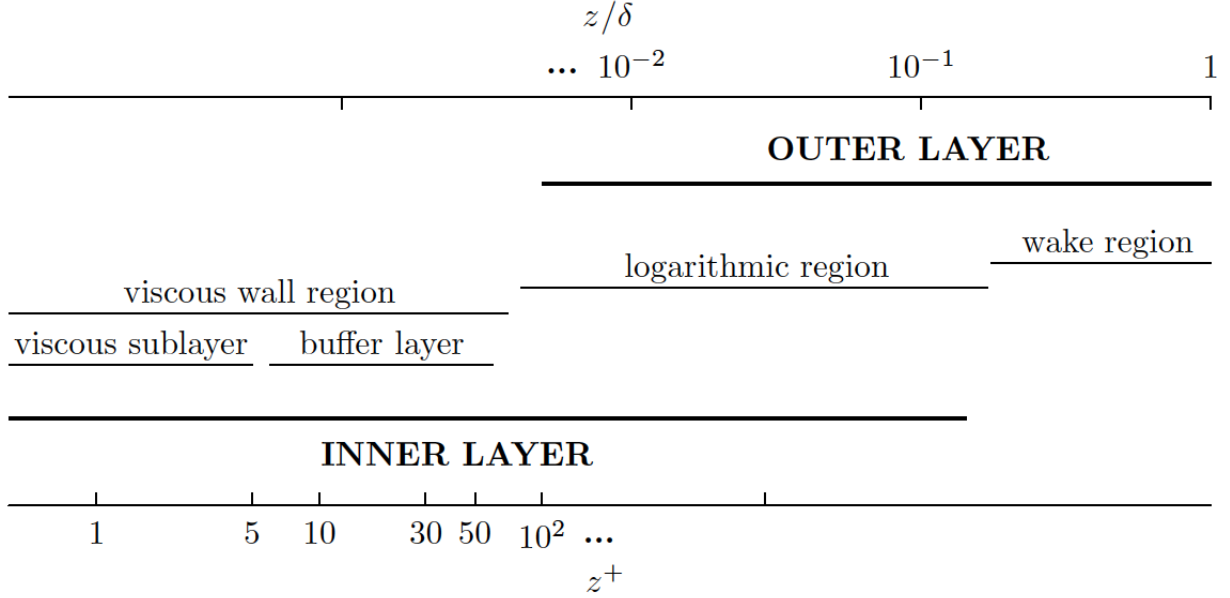 z/δ
... 10⁻² 10⁻¹ 1
OUTER LAYER
wake region
logarithmic region
viscous wall region
viscous sublayer buffer layer
INNER LAYER
1 5 10 30 50 10² ...
z⁺